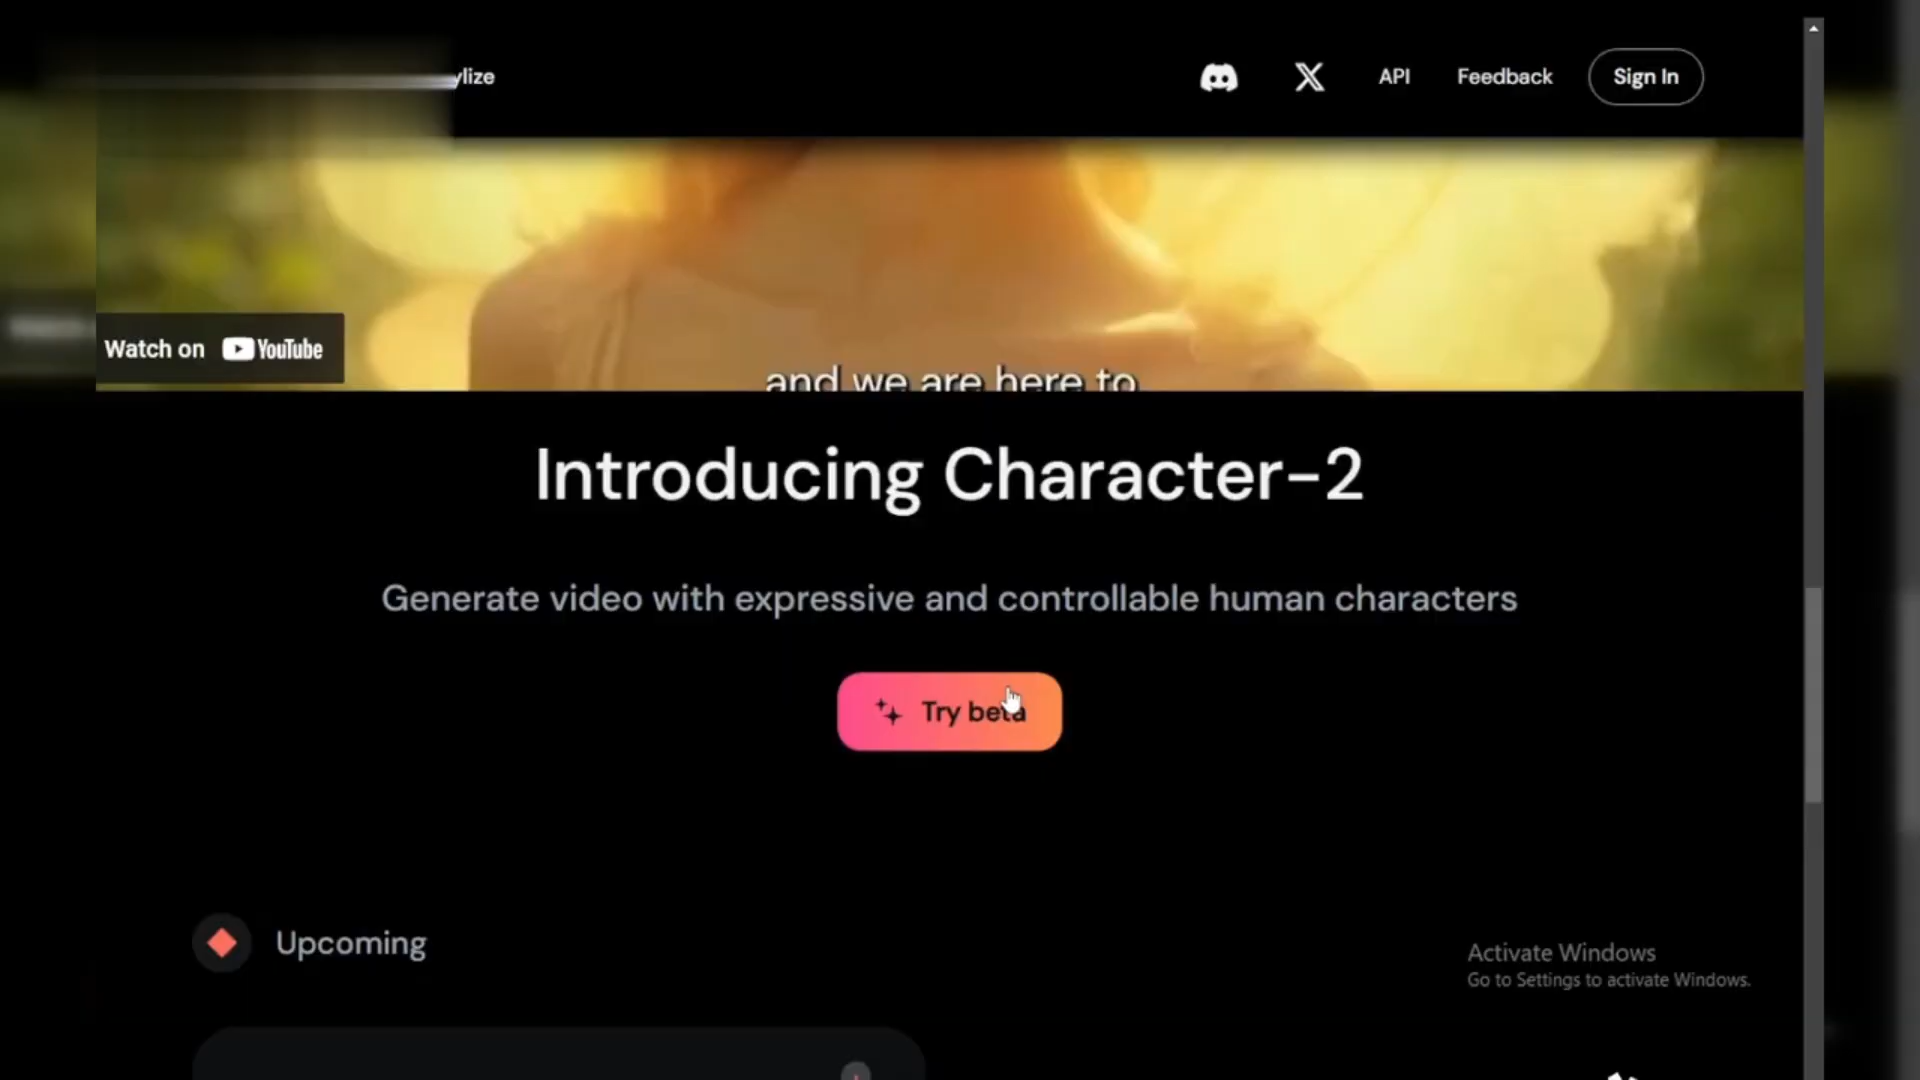 ylize
API
Feedback
Sign In
Watch on YouTube
and we are here to
Introducing Character-2
Generate video with expressive and controllable human characters
Try beta
Upcoming
Activate Windows
Go to Settings to activate Windows.